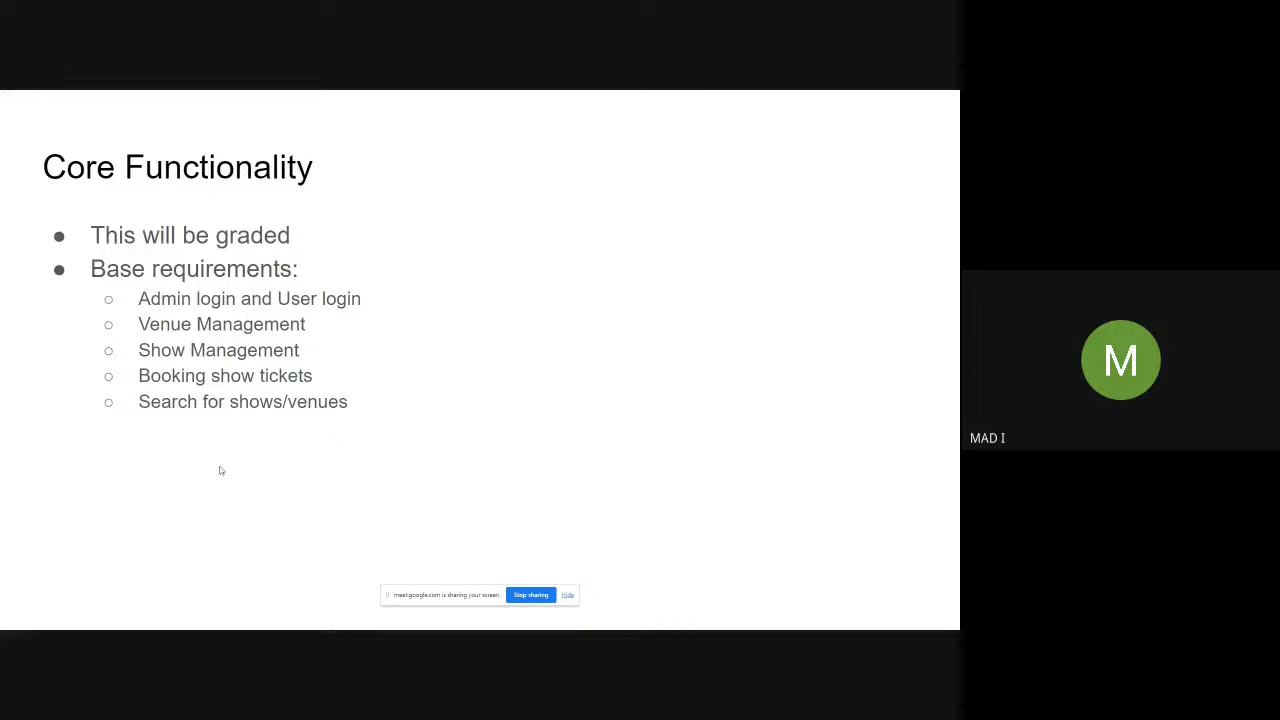 Core Functionality
● This will be graded
● Base requirements:
○ Admin login and User login
○ Venue Management
○ Show Management
○ Booking show tickets
○ Search for shows/venues
meet.google.com is sharing your screen. Stop sharing Hide
M
MAD I